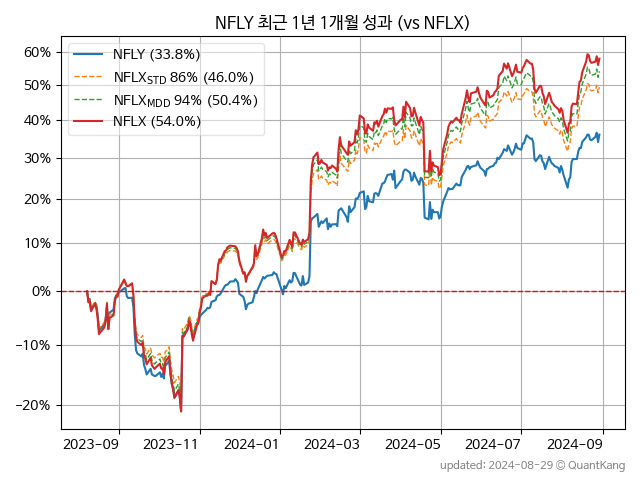 NFLY 최근 1년 1개월 성과 (vs NFLX)
NFLY (33.8%)
NFLX_STD 86% (46.0%)
NFLX_MDD 94% (50.4%)
NFLX (54.0%)
60%
50%
40%
30%
20%
10%
0%
−10%
−20%
2023-09 2023-11 2024-01 2024-03 2024-05 2024-07 2024-09
updated: 2024-08-29 © QuantKang